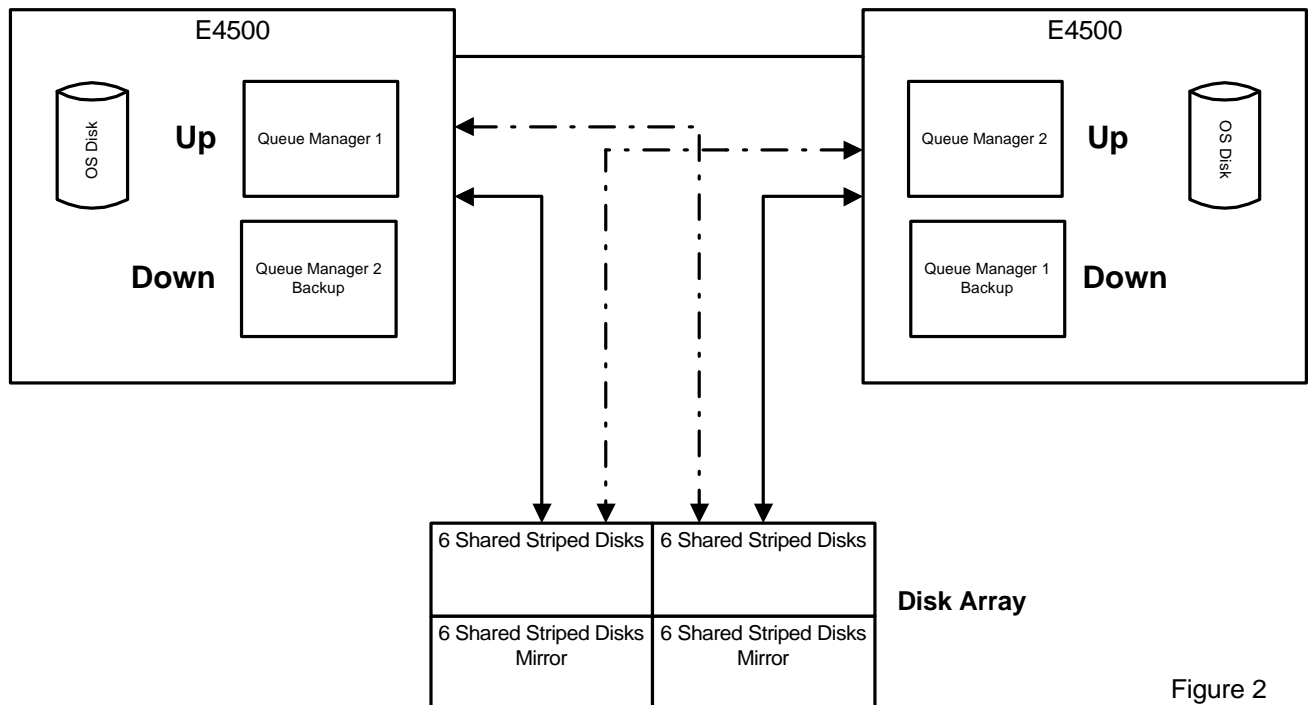 E4500
OS Disk
Up
Queue Manager 1
Down
Queue Manager 2
Backup
E4500
Queue Manager 2
Up
OS Disk
Queue Manager 1
Backup
Down
6 Shared Striped Disks
6 Shared Striped Disks
6 Shared Striped Disks
Mirror
6 Shared Striped Disks
Mirror
Disk Array
Figure 2